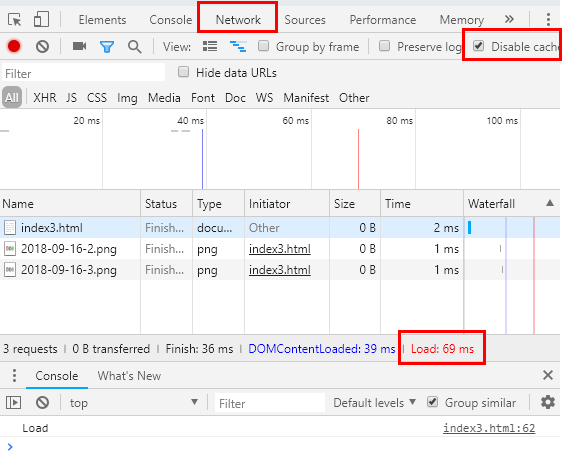 Elements Console Network Sources Performance Memory »
View: Group by frame Preserve log Disable cache
Filter Hide data URLs
All XHR JS CSS Img Media Font Doc WS Manifest Other
20 ms 40 ms 60 ms 80 ms 100 ms
Name Status Type Initiator Size Time Waterfall
index3.html Finish... docu... Other 0 B 2 ms
2018-09-16-2.png Finish... png index3.html 0 B 1 ms
2018-09-16-3.png Finish... png index3.html 0 B 1 ms
3 requests | 0 B transferred | Finish: 36 ms | DOMContentLoaded: 39 ms | Load: 69 ms
Console What's New
top Filter Default levels Group similar
Load index3.html:62